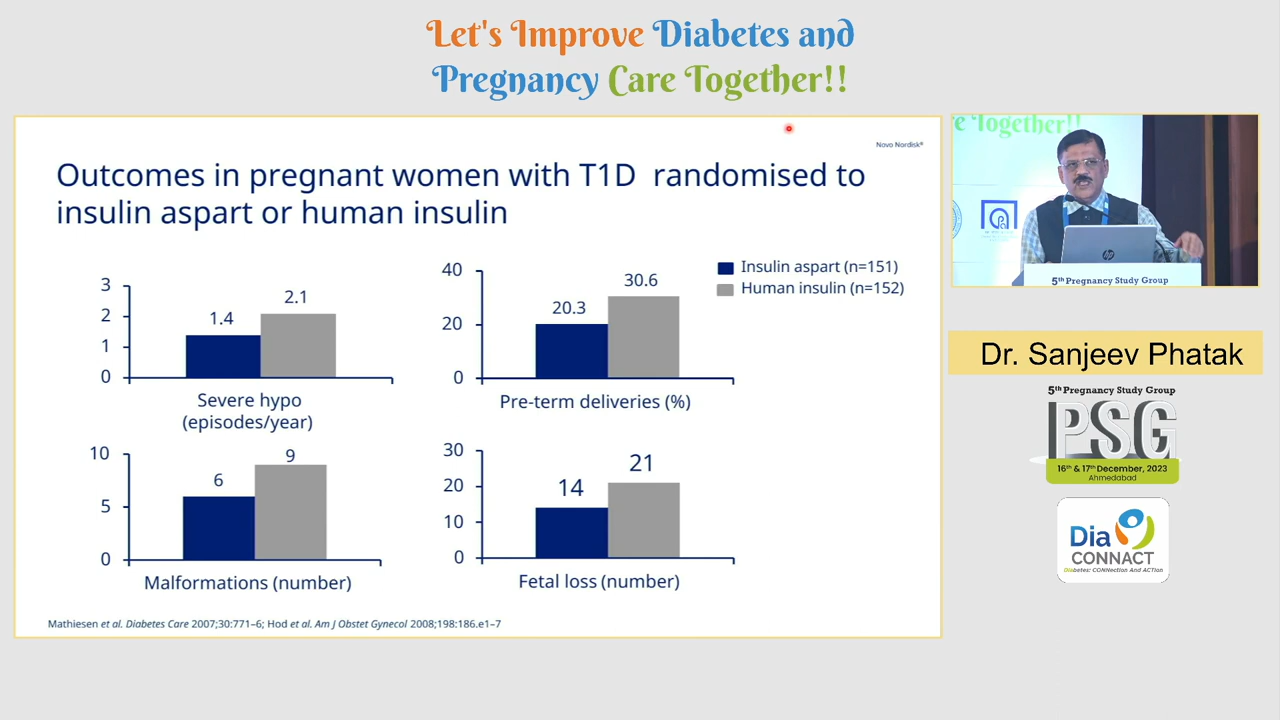 Let's Improve Diabetes and
Pregnancy Care Together!!
Novo Nordisk®
Outcomes in pregnant women with T1D randomised to
insulin aspart or human insulin
Insulin aspart (n=151)
Human insulin (n=152)
3
2
1
0
1.4
2.1
Severe hypo
(episodes/year)
40
20
0
20.3
30.6
Pre-term deliveries (%)
10
5
0
6
9
Malformations (number)
30
20
10
0
14
21
Fetal loss (number)
Mathiesen et al. Diabetes Care 2007;30:771–6; Hod et al. Am J Obstet Gynecol 2008;198:186.e1–7
e Together!!
hp
5th Pregnancy Study Group
Dr. Sanjeev Phatak
5th Pregnancy Study Group
PSG
16th & 17th December, 2023
Ahmedabad
Dia
CONNACT
Diabetes: CONNection And ACTion